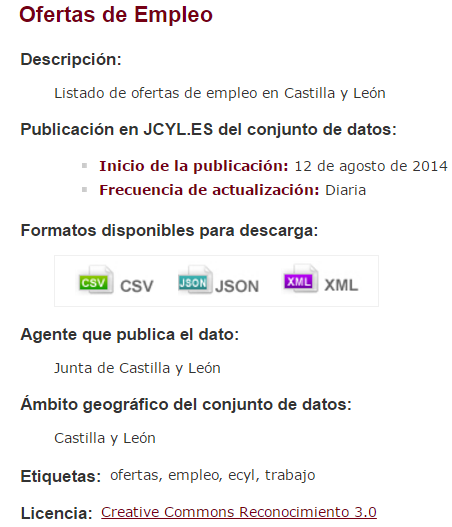 Ofertas de Empleo
Descripción:
Listado de ofertas de empleo en Castilla y León
Publicación en JCYL.ES del conjunto de datos:
Inicio de la publicación: 12 de agosto de 2014
Frecuencia de actualización: Diaria
Formatos disponibles para descarga:
CSV CSV JSON JSON XML XML
Agente que publica el dato:
Junta de Castilla y León
Ámbito geográfico del conjunto de datos:
Castilla y León
Etiquetas: ofertas, empleo, ecyl, trabajo
Licencia: Creative Commons Reconocimiento 3.0